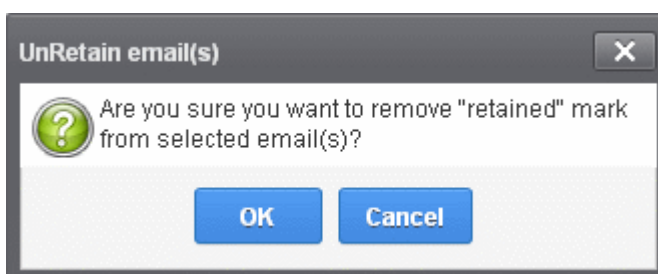 UnRetain email(s)
Are you sure you want to remove "retained" mark
from selected email(s)?
OK
Cancel